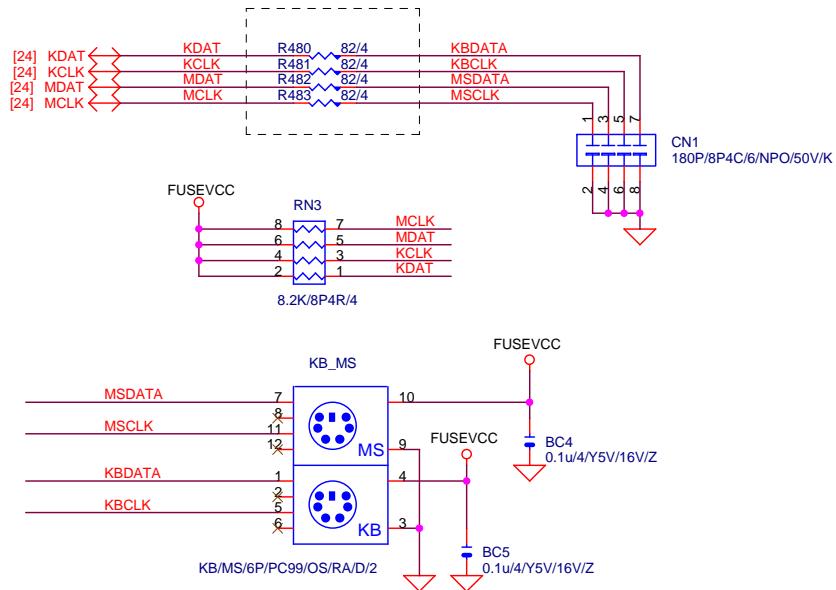 [24] KDAT KDAT R480 82/4 KBDATA
[24] KCLK KCLK R481 82/4 KBCLK
[24] MDAT MDAT R482 82/4 MSDATA
[24] MCLK MCLK R483 82/4 MSCLK
1 3 5 7
CN1
180P/8P4C/6/NPO/50V/K
2 4 6 8
FUSEVCC
RN3
8 7 MCLK
6 5 MDAT
4 3 KCLK
2 1 KDAT
8.2K/8P4R/4
FUSEVCC
KB_MS
MSDATA 7 10
8
MSCLK 11
FUSEVCC
12 MS 9
BC4
0.1u/4/Y5V/16V/Z
KBDATA 1 4
2
KBCLK 5
6 KB 3
BC5
0.1u/4/Y5V/16V/Z
KB/MS/6P/PC99/OS/RA/D/2